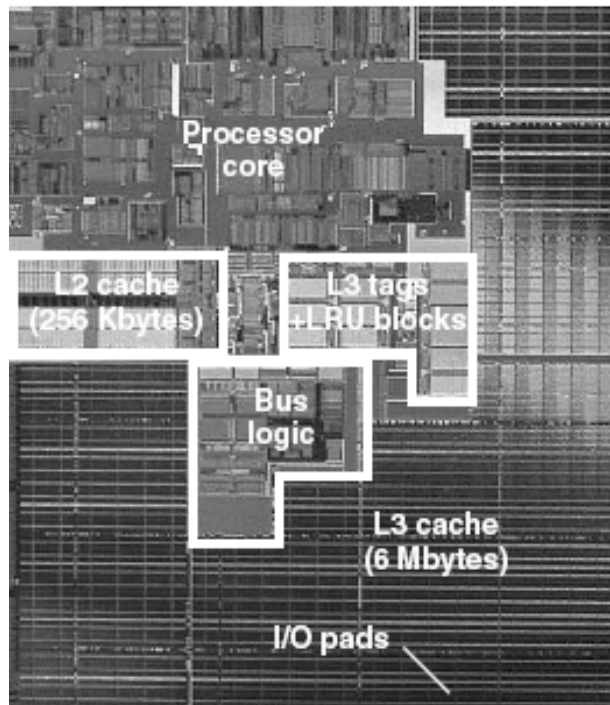 Processor
core
L2 cache
(256 Kbytes)
L3 tags
+LRU blocks
Bus
logic
L3 cache
(6 Mbytes)
I/O pads